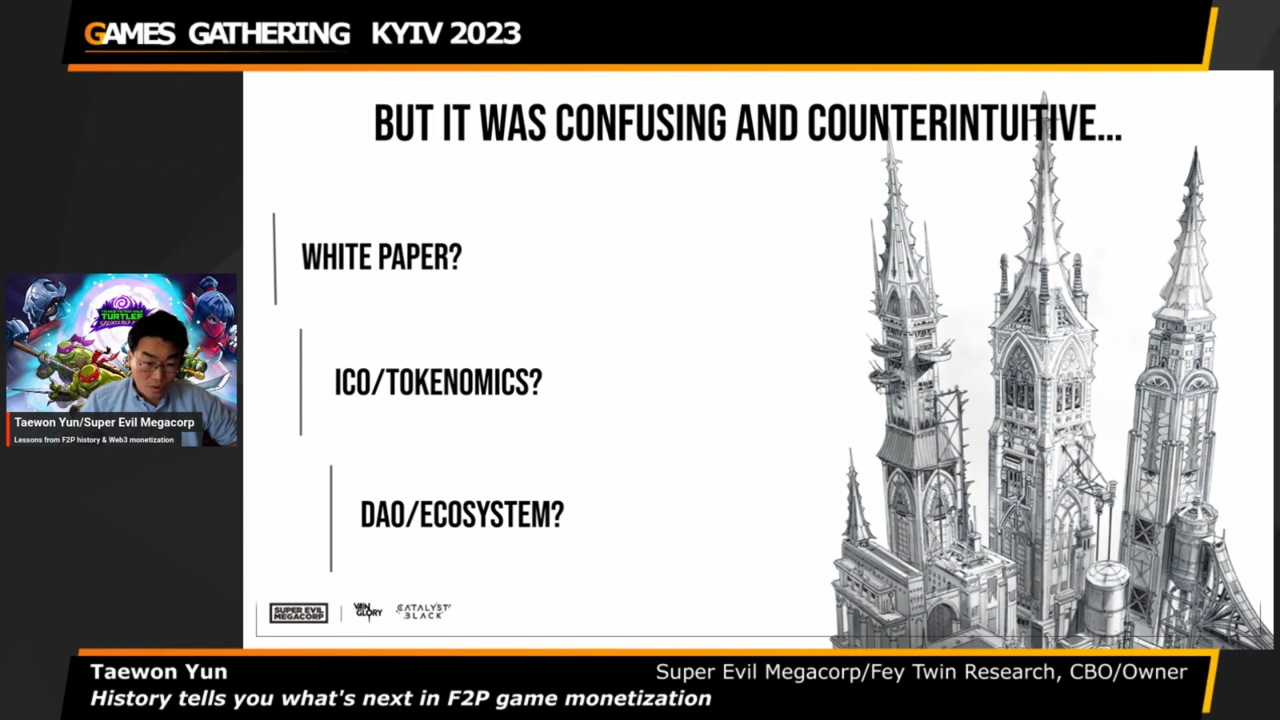 GAMES GATHERING KYIV 2023
BUT IT WAS CONFUSING AND COUNTERINTUITIVE...
WHITE PAPER?
ICO/TOKENOMICS?
DAO/ECOSYSTEM?
TURTLES
Taewon Yun/Super Evil Megacorp
Lessons from F2P history & Web3 monetization
SUPER EVIL
MEGACORP
VAIN
GLORY
CATALYST
BLACK
Taewon Yun
Super Evil Megacorp/Fey Twin Research, CBO/Owner
History tells you what's next in F2P game monetization